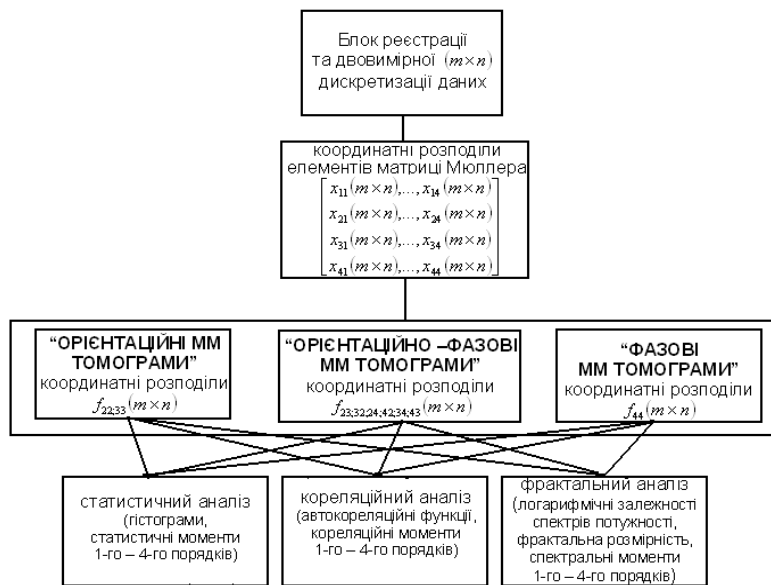 Блок реєстрації
та двовимірної (m×n)
дискретизації даних
координатні розподіли
елементів матриці Мюллера
x₁₁(m×n),...,x₁₄(m×n)
x₂₁(m×n),...,x₂₄(m×n)
x₃₁(m×n),...,x₃₄(m×n)
x₄₁(m×n),...,x₄₄(m×n)
“ОРІЄНТАЦІЙНІ ММ
ТОМОГРАМИ”
координатні розподіли
f₂₂;₃₃(m×n)
“ОРІЄНТАЦІЙНО –ФАЗОВІ
ММ ТОМОГРАМИ”
координатні розподіли
f₂₃;₃₂;₂₄;₄₂;₃₄;₄₃(m×n)
“ФАЗОВІ
ММ ТОМОГРАМИ”
координатні розподіли
f₄₄(m×n)
статистичний аналіз
(гістограми,
статистичні моменти
1-го – 4-го порядків)
кореляційний аналіз
(автокореляційні функції,
кореляційні моменти
1-го – 4-го порядків)
фрактальний аналіз
(логарифмічні залежності
спектрів потужності,
фрактальна розмірність,
спектральні моменти
1-го – 4-го порядків)